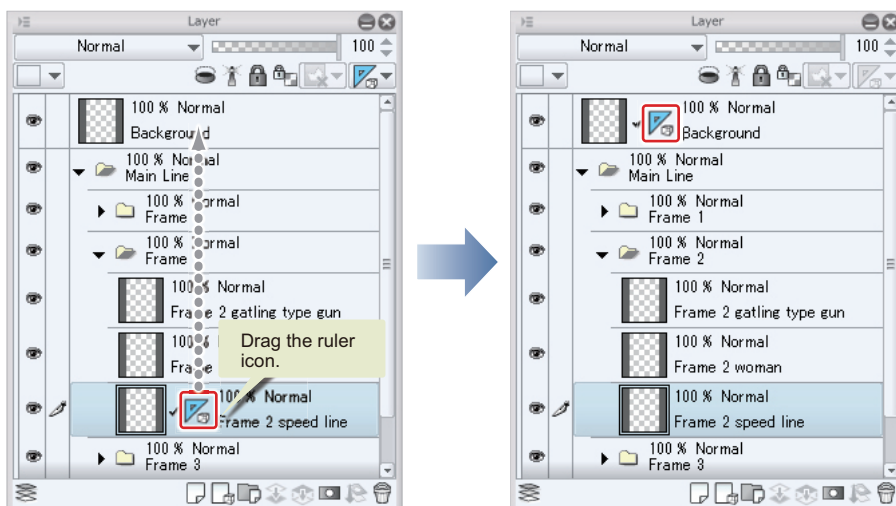 Layer
Normal
100
100 % Normal
Background
100 % Normal
Main Line
100 % Normal
Frame
100 % Normal
Frame
100 % Normal
Frame 2 gatling type gun
100 %
Drag the ruler
icon.
100 % Normal
Frame 2 speed line
100 % Normal
Frame 3
Layer
Normal
100
100 % Normal
Background
100 % Normal
Main Line
100 % Normal
Frame 1
100 % Normal
Frame 2
100 % Normal
Frame 2 gatling type gun
100 % Normal
Frame 2 woman
100 % Normal
Frame 2 speed line
100 % Normal
Frame 3